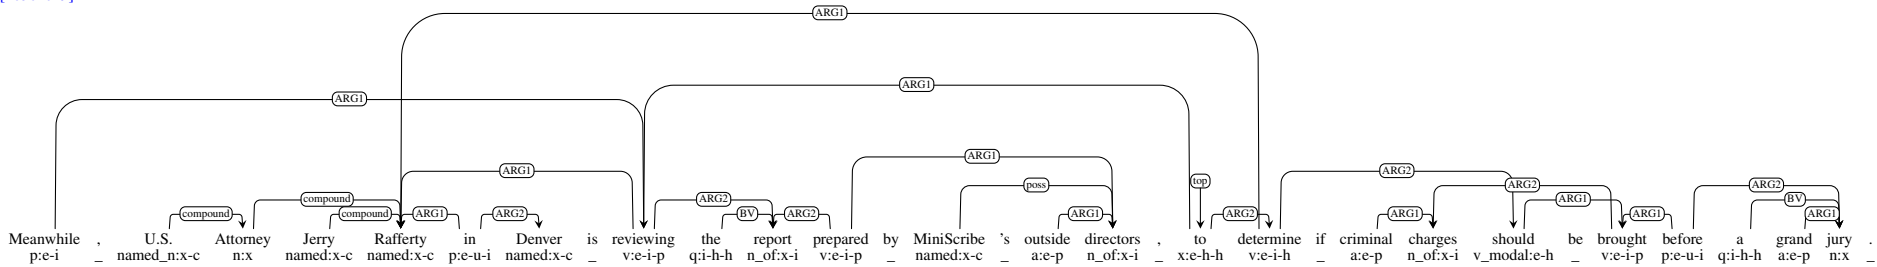 ARG1
ARG1
ARG1
ARG1
ARG1
ARG2
top
poss
ARG2
compound
ARG2
ARG1
compound
compound
ARG1
ARG2
BV
ARG2
ARG1
ARG2
ARG1
ARG1
ARG2
BV
ARG1
Meanwhile , U.S. Attorney Jerry Rafferty in Denver is reviewing the report prepared by MiniScribe 's outside directors , to determine if criminal charges should be brought before a grand jury .
p:e-i _ named_n:x-c n:x named:x-c named:x-c p:e-u-i named:x-c _ v:e-i-p q:i-h-h n_of:x-i v:e-i-p _ named:x-c _ a:e-p n_of:x-i _ x:e-h-h v:e-i-h _ a:e-p n_of:x-i v_modal:e-h _ v:e-i-p p:e-u-i q:i-h-h a:e-p n:x _